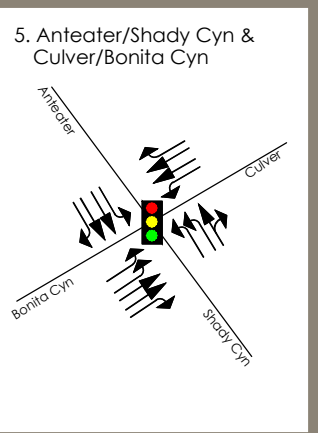 5. Anteater/Shady Cyn &
Culver/Bonita Cyn
Anteater
Culver
Bonita Cyn
Shady Cyn